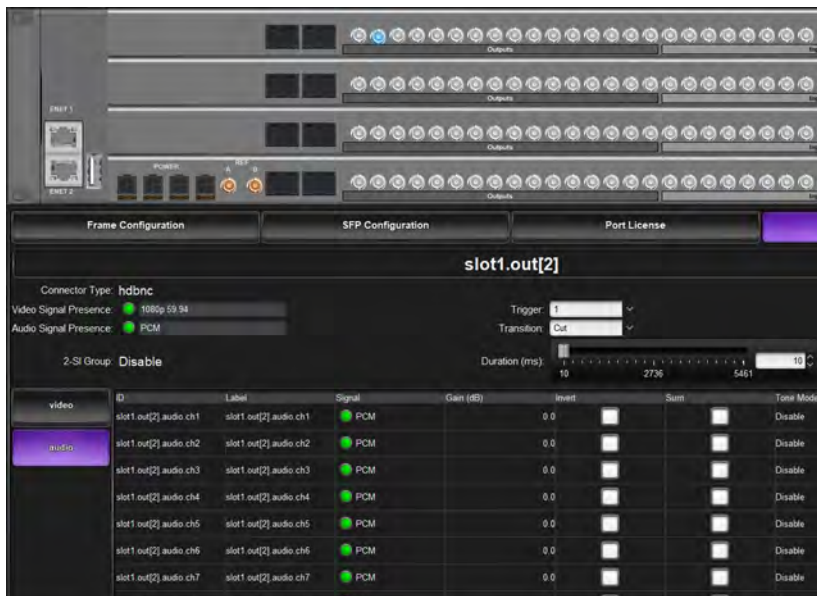 Outputs
In
Outputs
ENET 1
Outputs
POWER
REF
A
ENET 2
Outputs
Frame Configuration
SFP Configuration
Port License
slot1.out[2]
Connector Type: hdbnc
Video Signal Presence: 1080p 59.94
Trigger: 1
Audio Signal Presence: PCM
Transition: Cut
2-SI Group: Disable
Duration (ms):
10
10 2736 5461
video
audio
ID Label Signal Gain (dB) Invert Sum Tone Mode
slot1.out[2].audio.ch1 slot1.out[2].audio.ch1 PCM 0.0 Disable
slot1.out[2].audio.ch2 slot1.out[2].audio.ch2 PCM 0.0 Disable
slot1.out[2].audio.ch3 slot1.out[2].audio.ch3 PCM 0.0 Disable
slot1.out[2].audio.ch4 slot1.out[2].audio.ch4 PCM 0.0 Disable
slot1.out[2].audio.ch5 slot1.out[2].audio.ch5 PCM 0.0 Disable
slot1.out[2].audio.ch6 slot1.out[2].audio.ch6 PCM 0.0 Disable
slot1.out[2].audio.ch7 slot1.out[2].audio.ch7 PCM 0.0 Disable